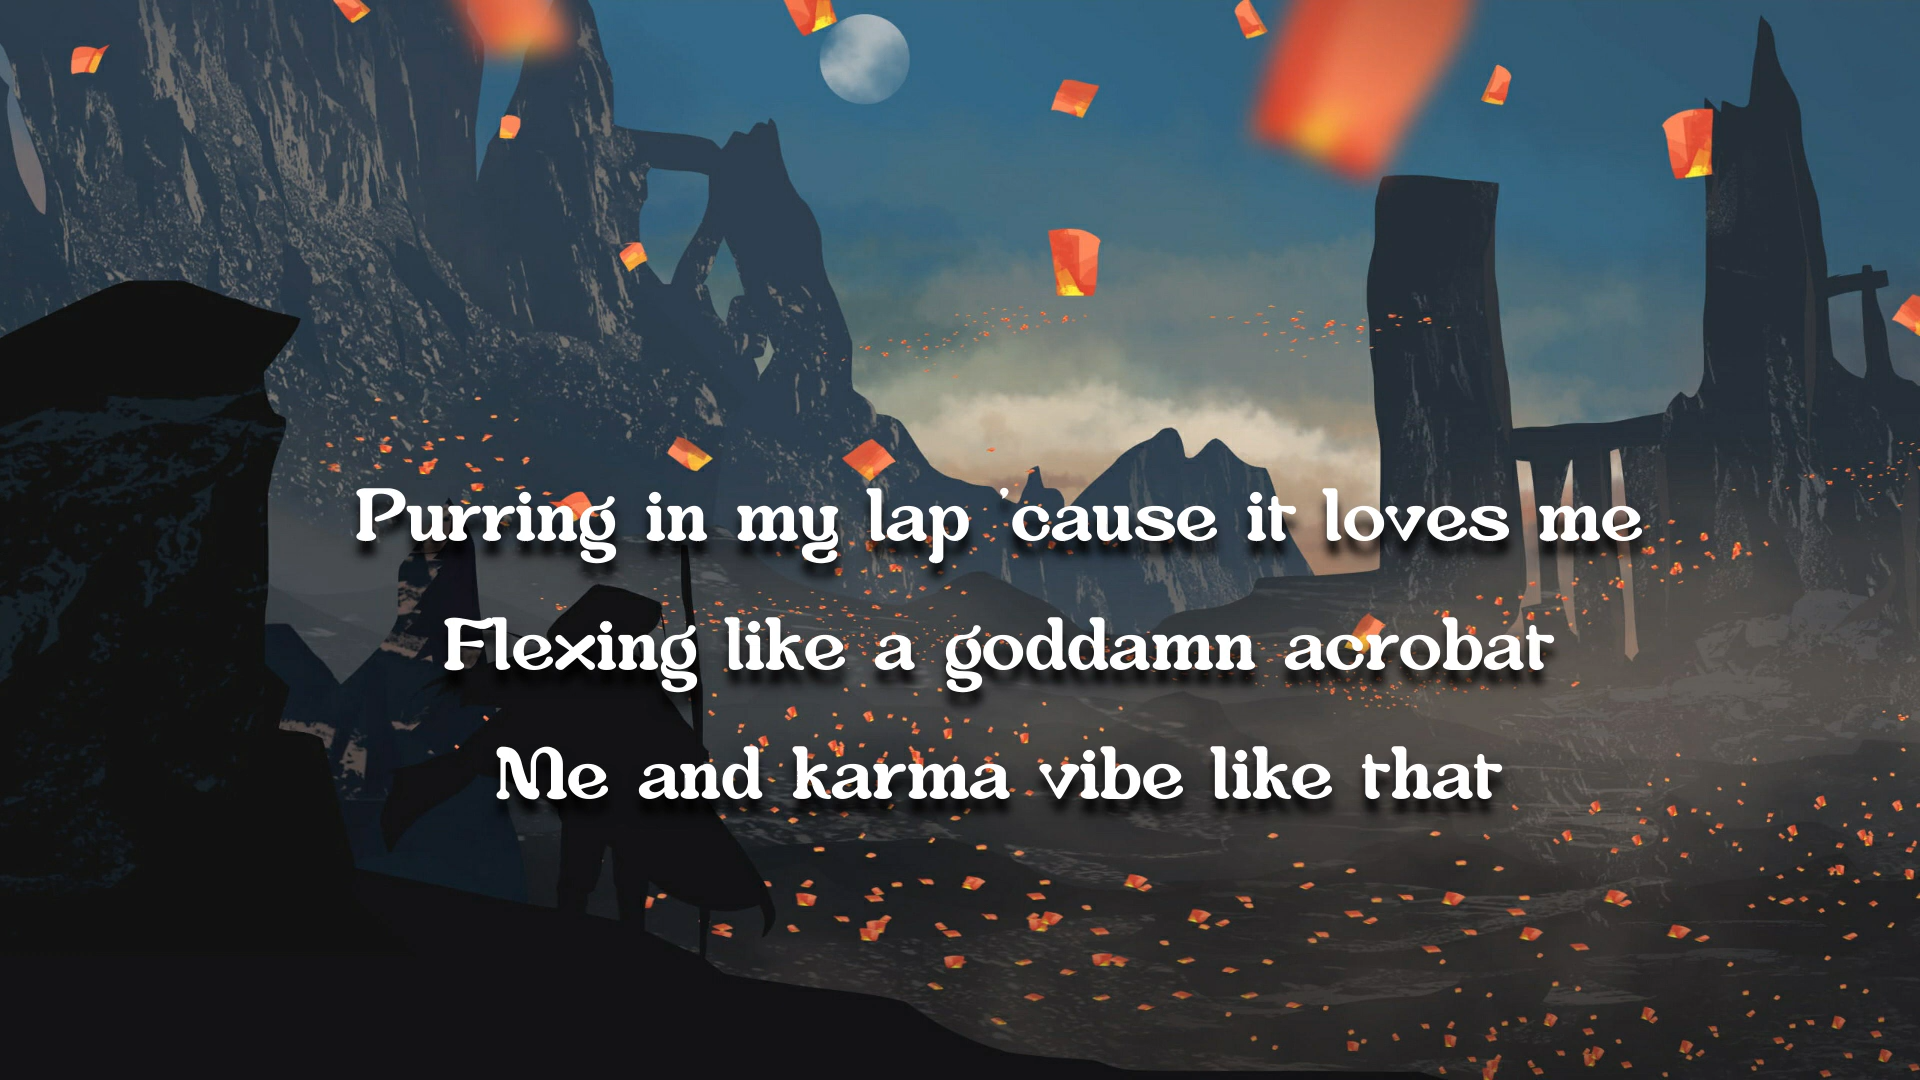 Purring in my lap 'cause it loves me
Flexing like a goddamn acrobat
Me and karma vibe like that